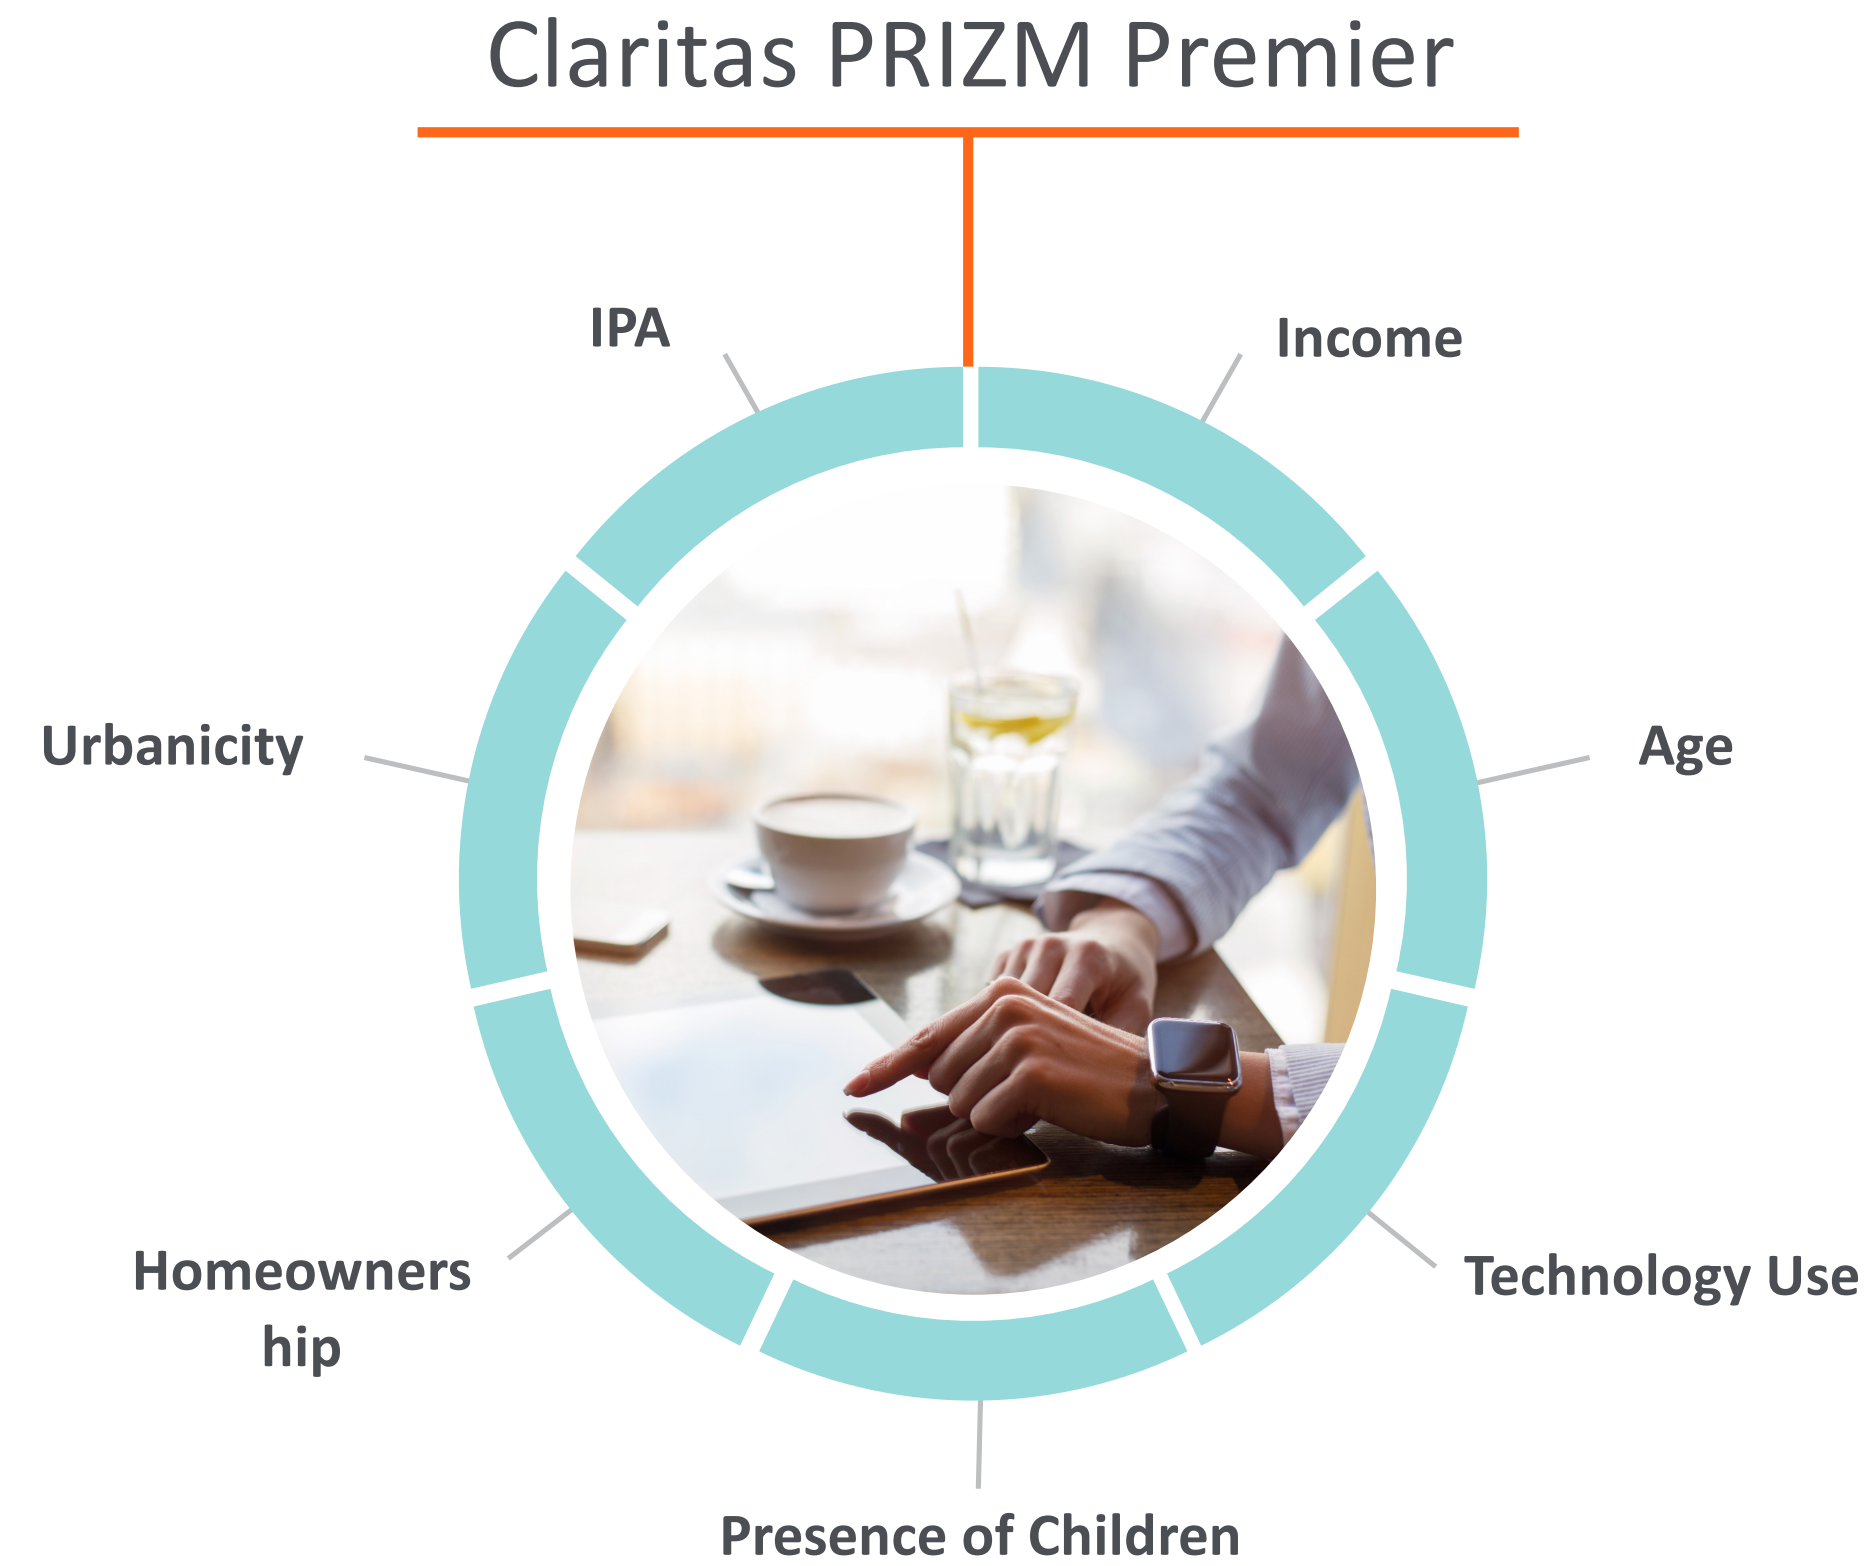 Claritas PRIZM Premier
IPA
Income
Urbanicity
Age
Homeowners
hip
Technology Use
Presence of Children